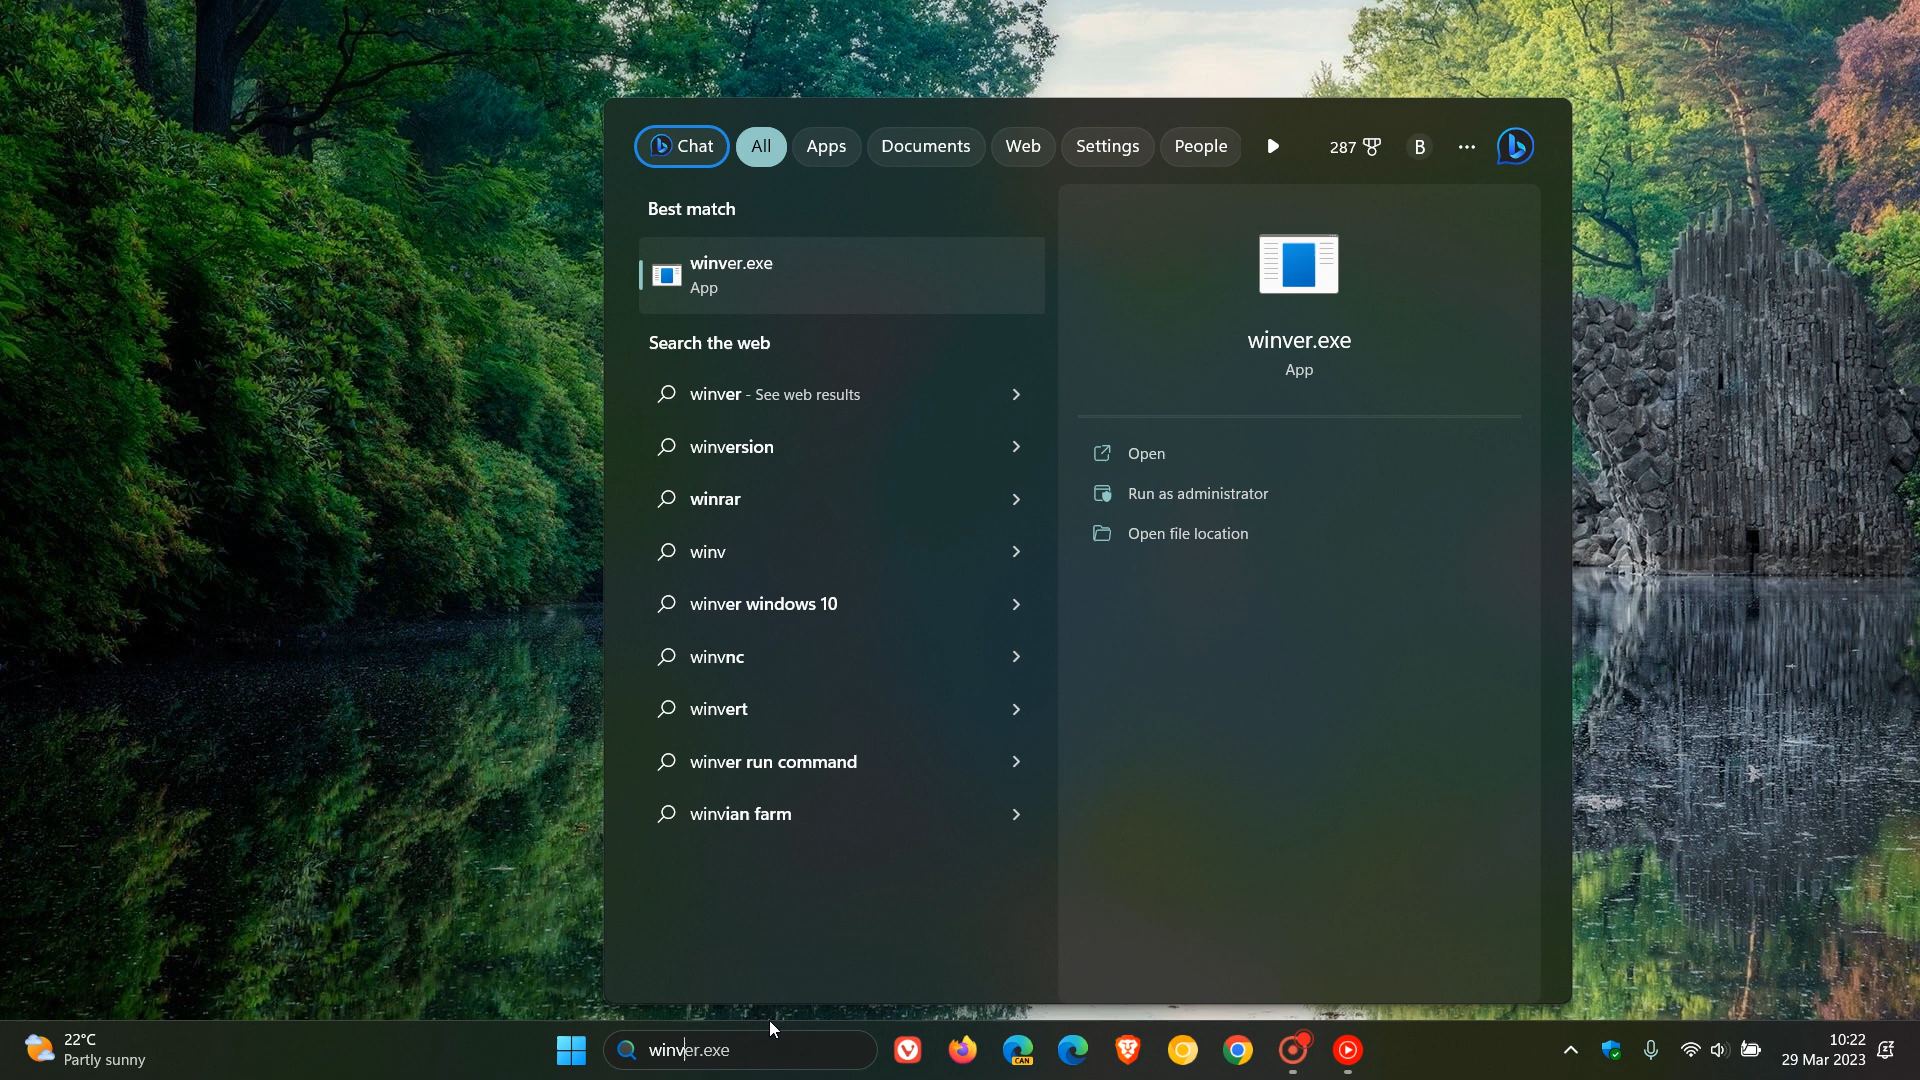 Chat All Apps Documents Web Settings People 287 B
Best match
winver.exe
App
Search the web
winver - See web results
winversion
winrar
winv
winver windows 10
winvnc
winvert
winver run command
winvian farm
winver.exe
App
Open
Run as administrator
Open file location
22°C
Partly sunny
winver.exe
CAN
10:22
29 Mar 2023